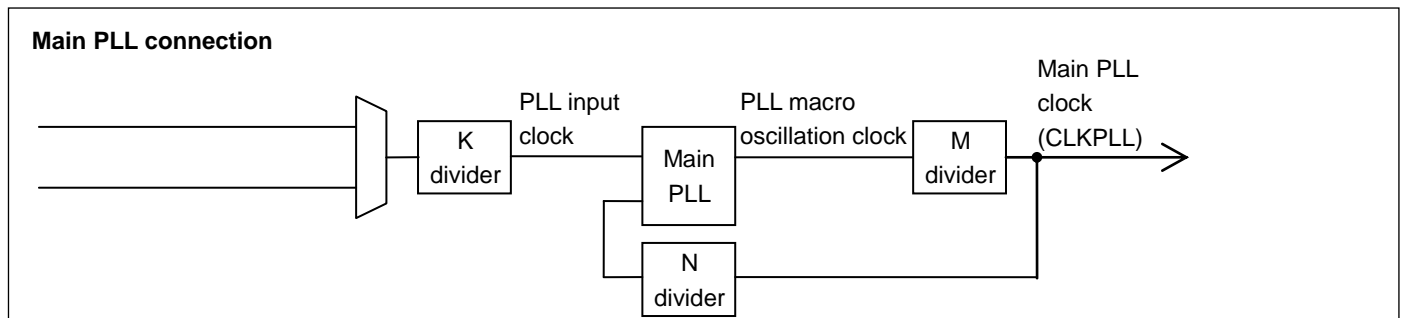 Main PLL connection
K
divider
PLL input
clock
Main
PLL
PLL macro
oscillation clock
M
divider
Main PLL
clock
(CLKPLL)
N
divider